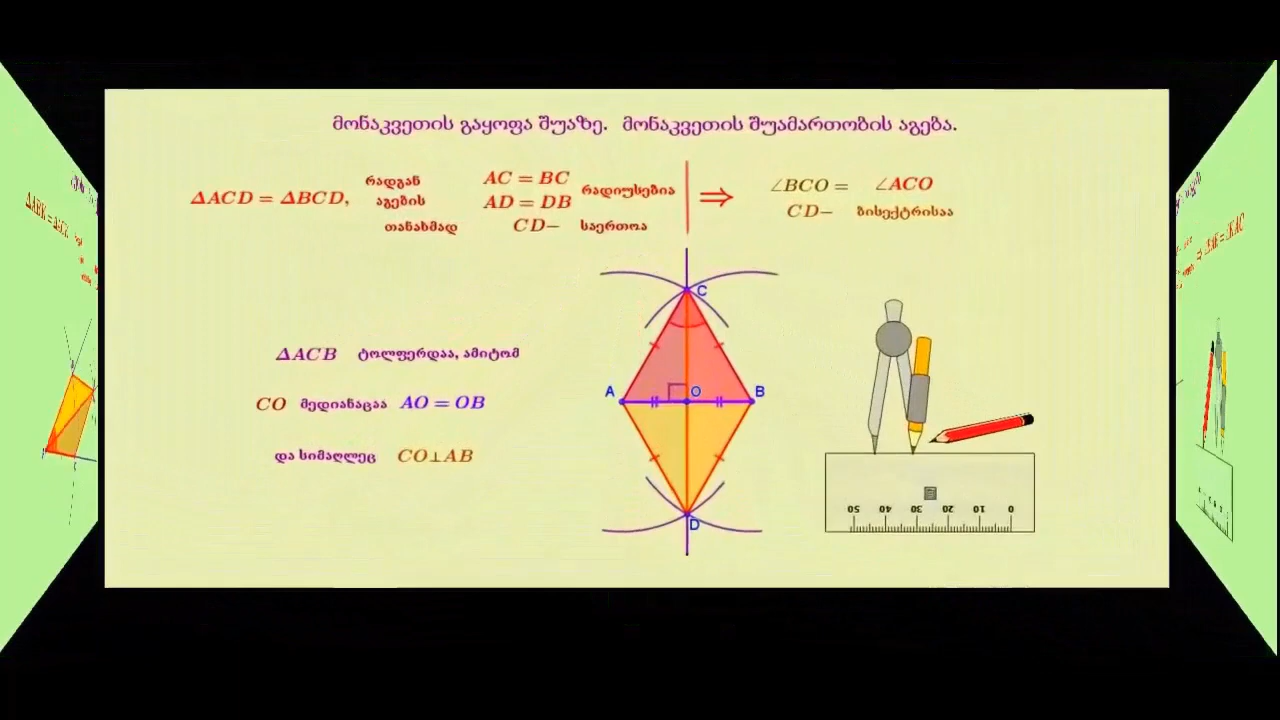 მონაკვეთის გაყოფა შუაზე. მონაკვეთის შუამართობის აგება.
ΔACD = ΔBCD, რადგან აგების თანახმად
AC = BC
AD = DB რადიუსებია
CD− საერთოა
⇒
∠BCO = ∠ACO
CD− ბისექტრისაა
ΔACB ტოლფერდაა, ამიტომ
CO მედიანაცაა AO = OB
და სიმაღლეც CO⊥AB
C
A O B
D
50 40 30 20 10 0